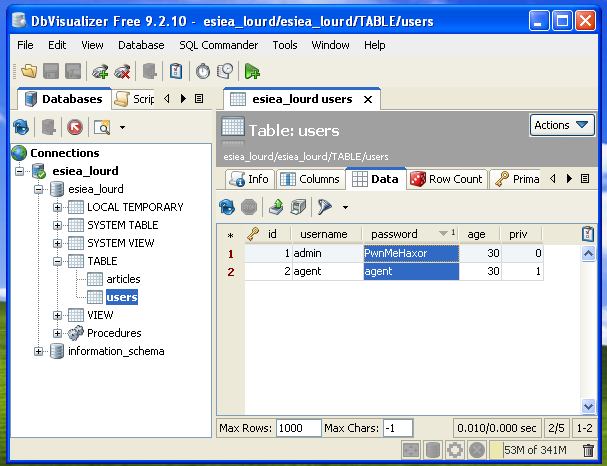 DbVisualizer Free 9.2.10 - esiea_lourd/esiea_lourd/TABLE/users
File Edit View Database SQL Commander Tools Window Help
Databases Scrip
Connections
esiea_lourd
esiea_lourd
LOCAL TEMPORARY
SYSTEM TABLE
SYSTEM VIEW
TABLE
articles
users
VIEW
Procedures
information_schema
esiea_lourd users
Table: users
Actions
esiea_lourd/esiea_lourd/TABLE/users
Info Columns Data Row Count Prima
* id username password 1 age priv
1 1 admin PwnMeHaxor 30 0
2 2 agent agent 30 1
Max Rows: 1000 Max Chars: -1 0.010/0.000 sec 2/5 1-2
53M of 341M